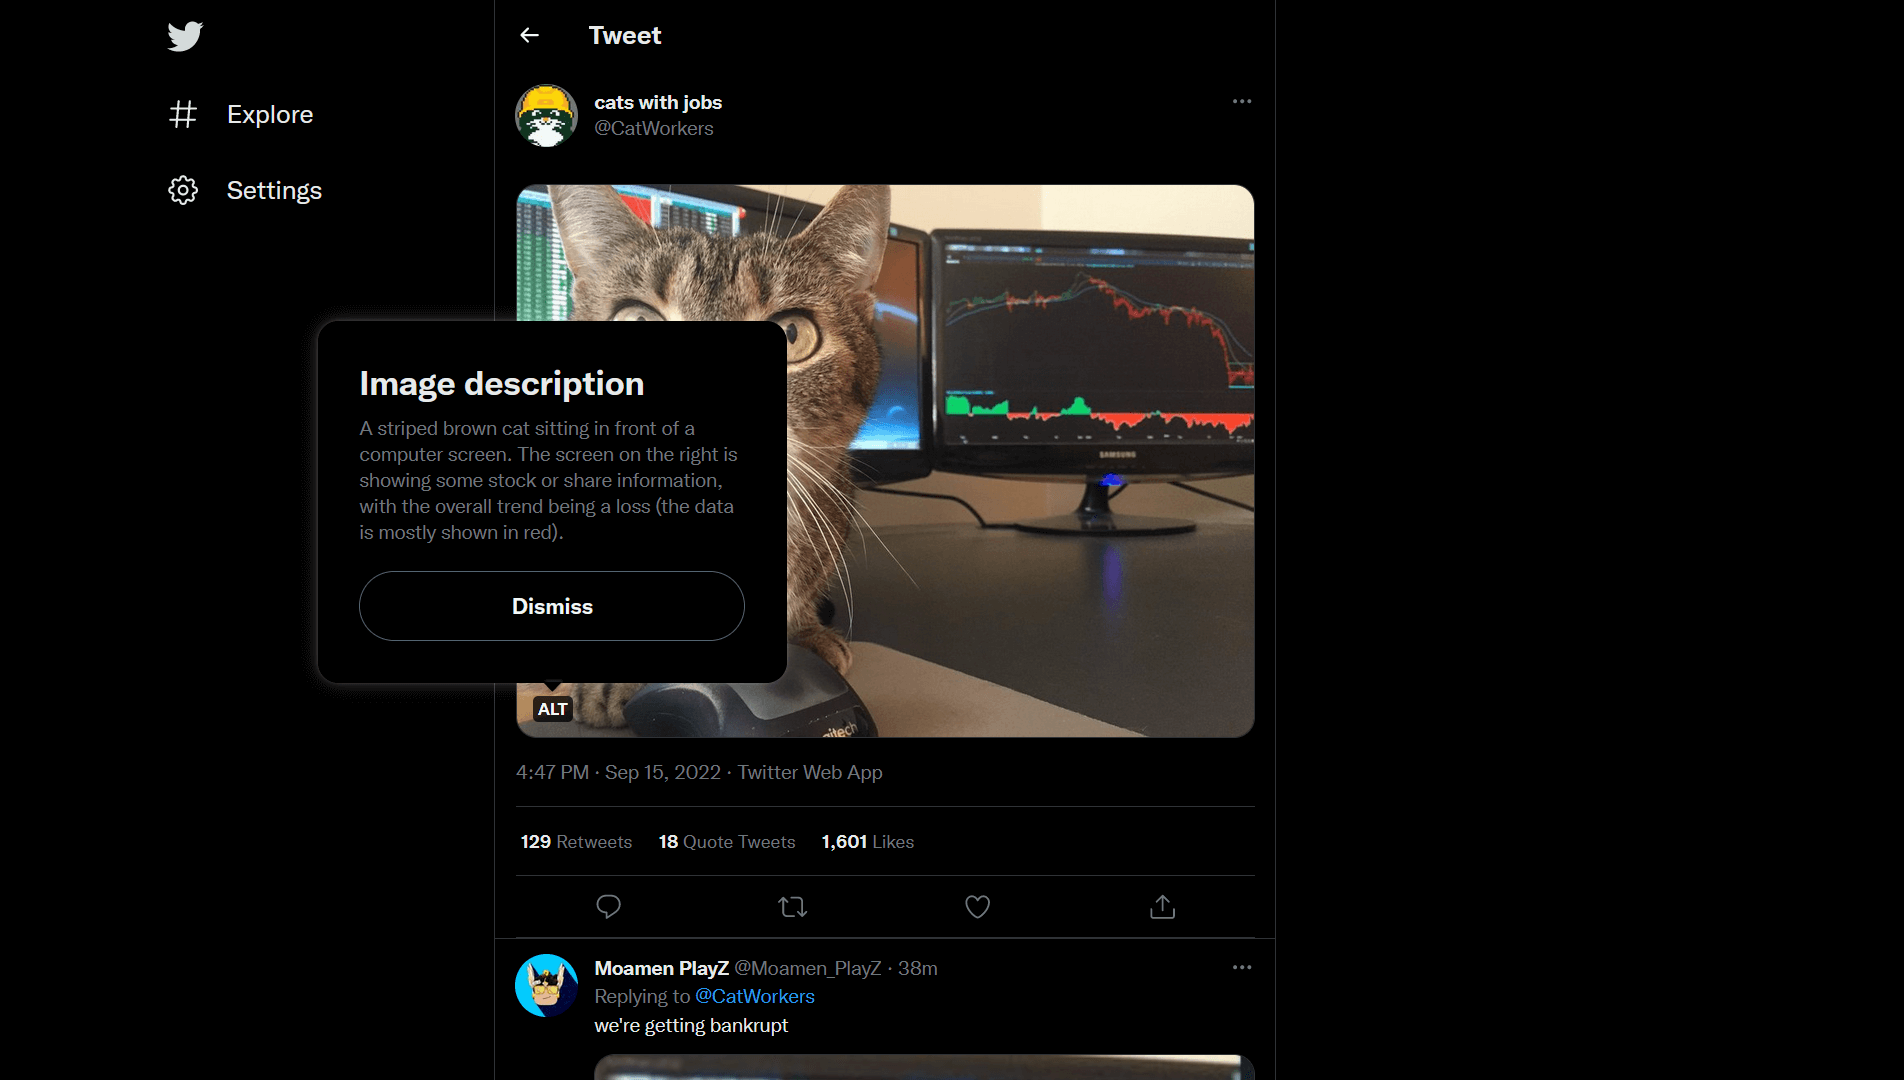 Tweet
Explore
Settings
cats with jobs
@CatWorkers
SAMSUNG
Image description
A striped brown cat sitting in front of a
computer screen. The screen on the right is
showing some stock or share information,
with the overall trend being a loss (the data
is mostly shown in red).
Dismiss
ALT
4:47 PM · Sep 15, 2022 · Twitter Web App
129 Retweets 18 Quote Tweets 1,601 Likes
Moamen PlayZ @Moamen_PlayZ · 38m
Replying to @CatWorkers
we're getting bankrupt